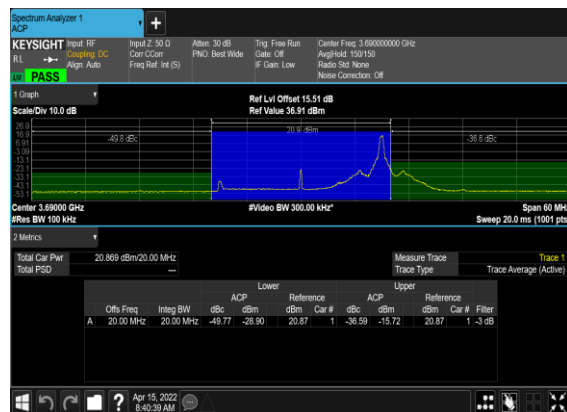 Spectrum Analyzer 1
ACP
KEYSIGHT Input: RF Input Z: 50 Ω Atten: 30 dB Trig: Free Run Center Freq: 3.690000000 GHz
RL Coupling: DC Corr CCorr PNO: Best Wide Gate: Off Avg|Hold: 150/150
Align: Auto Freq Ref: Int (S) IF Gain: Low Radio Std: None
PASS Noise Correction: Off
1 Graph Ref Lvl Offset 15.51 dB
Scale/Div 10.0 dB Ref Value 36.91 dBm
26.9
16.9
6.91
-3.09
-13.1
-23.1
-33.1
-43.1
-53.1
-49.8 dBc 20.9 dBm -36.6 dBc
Center 3.69000 GHz #Video BW 300.00 kHz* Span 60 MHz
#Res BW 100 kHz Sweep 20.0 ms (1001 pts)
2 Metrics
Total Car Pwr 20.869 dBm/20.00 MHz Measure Trace Trace 1
Total PSD --- Trace Type Trace Average (Active)
Lower Upper
ACP Reference ACP Reference
Offs Freq Integ BW dBc dBm dBm Car # dBc dBm dBm Car # Filter
A 20.00 MHz 20.00 MHz -49.77 -28.90 20.87 1 -36.59 -15.72 20.87 1 -3 dB
? Apr 15, 2022
8:40:39 AM